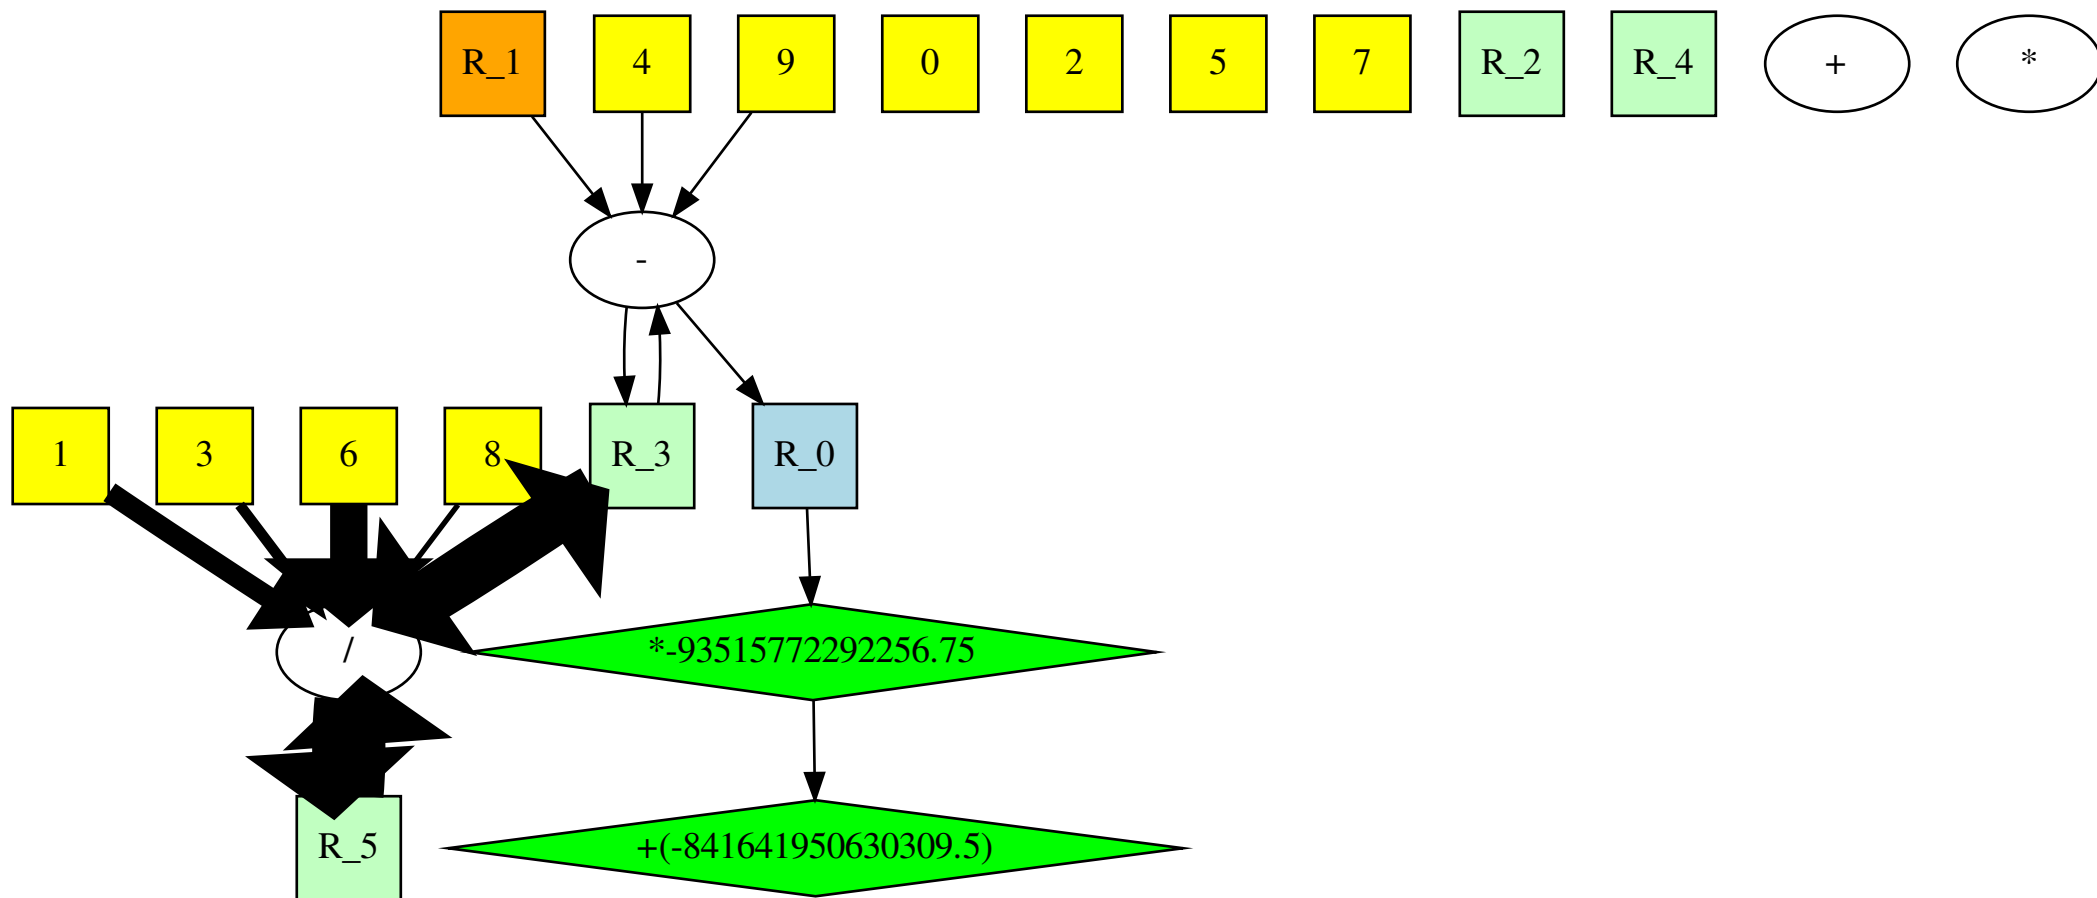 R_1 4 9 0 2 5 7 R_2 R_4 + *
-
1 3 6 8 R_3 R_0
/ *-93515772292256.75
R_5 +(-841641950630309.5)